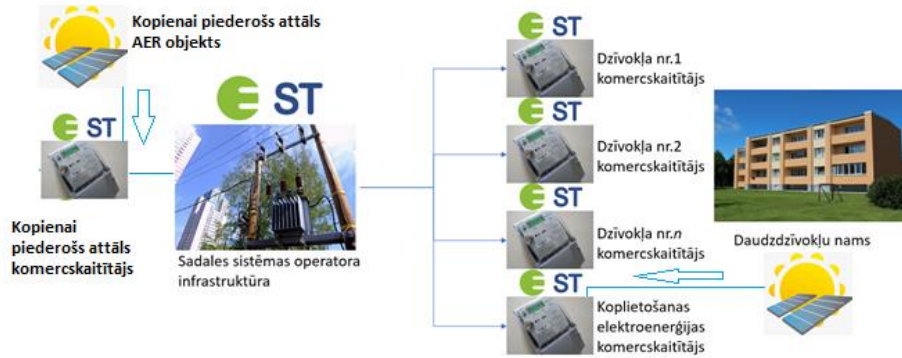 Kopienai piederošs attāls
AER objekts
ST
Kopienai
piederošs attāls
komercskaitītājs
ST
Sadales sistēmas operatora
infrastruktūra
ST
Dzīvokļa nr.1
komercskaitītājs
ST
Dzīvokļa nr.2
komercskaitītājs
ST
Dzīvokļa nr.n
komercskaitītājs
ST
Koplietošanas
elektroenerģijas
komercskaitītājs
Daudzdzīvokļu nams